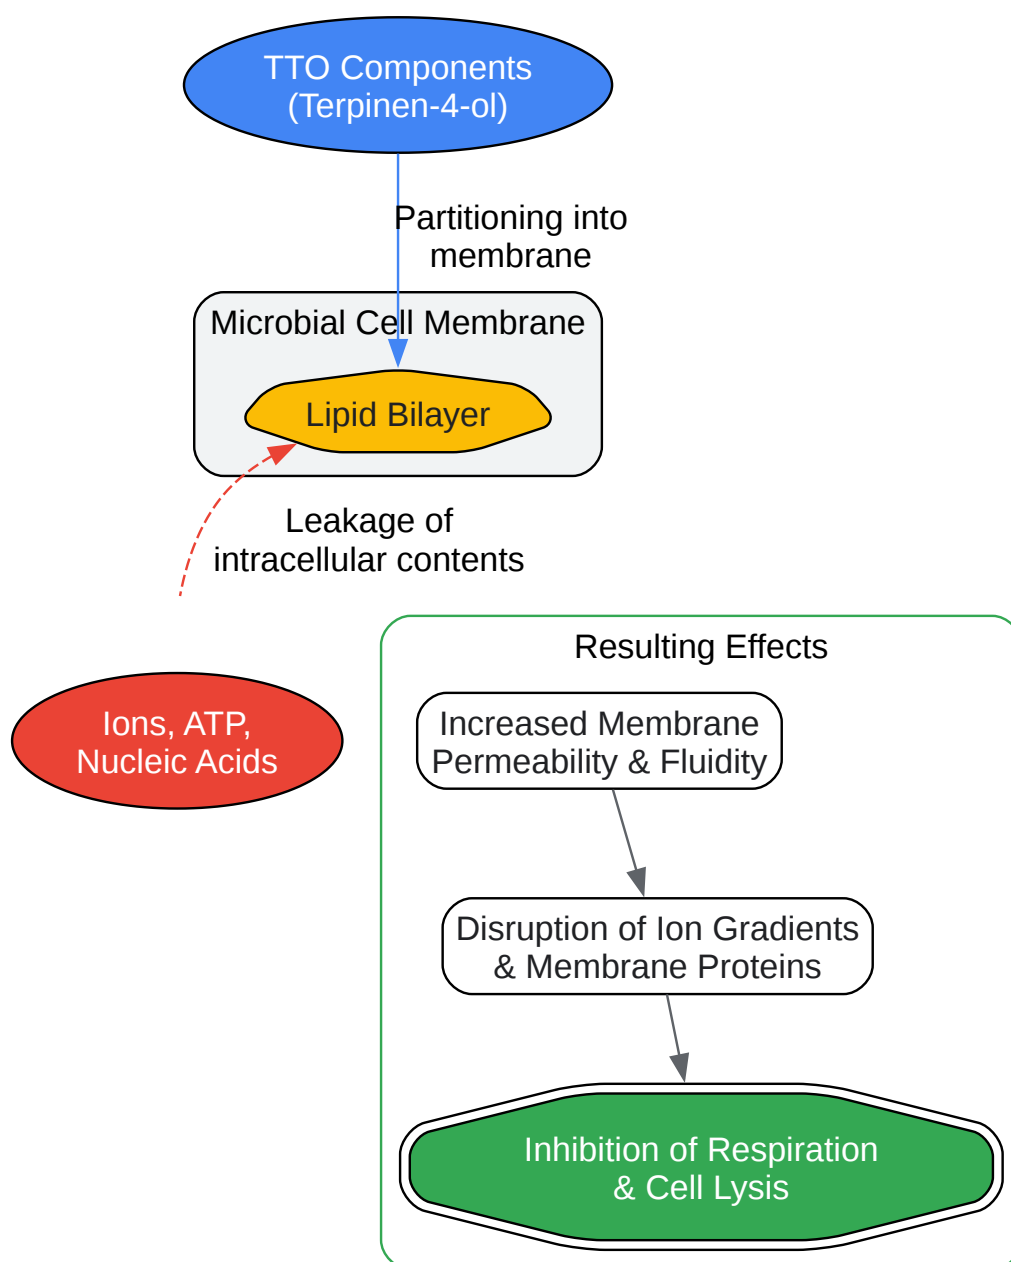 TTO Components
(Terpinen-4-ol)
Partitioning into
membrane
Microbial Cell Membrane
Lipid Bilayer
Leakage of
intracellular contents
Resulting Effects
Ions, ATP,
Nucleic Acids
Increased Membrane
Permeability & Fluidity
Disruption of Ion Gradients
& Membrane Proteins
Inhibition of Respiration
& Cell Lysis